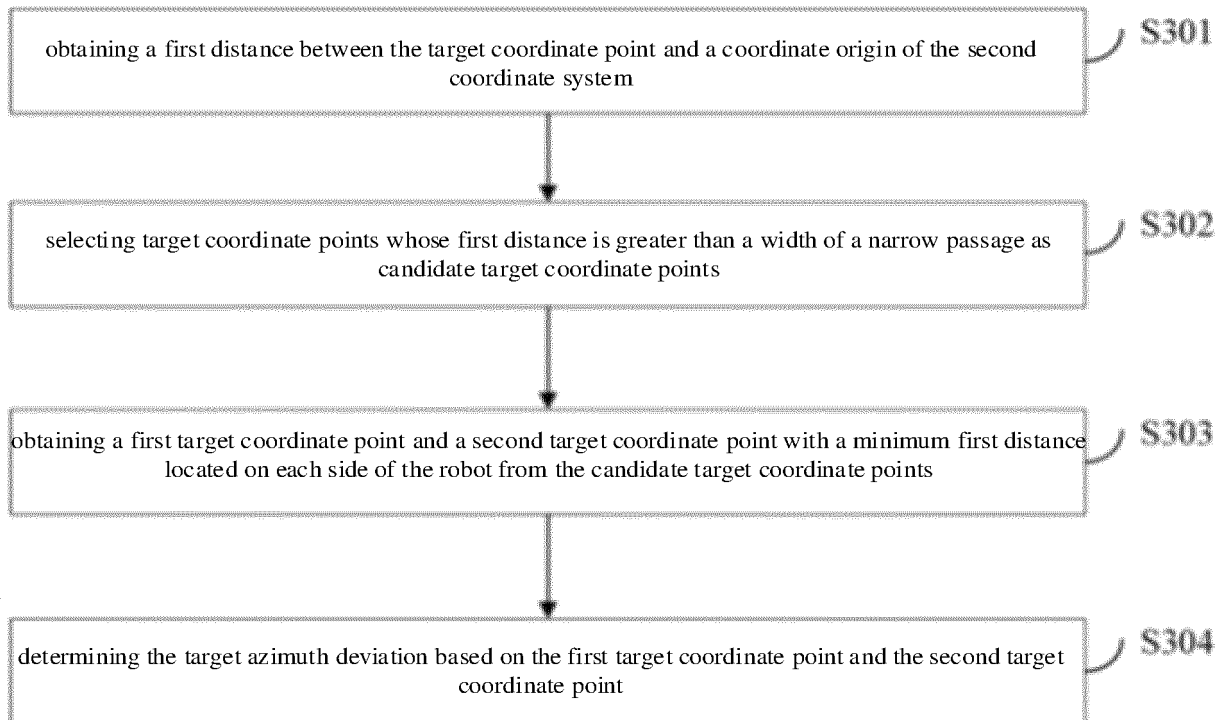 obtaining a first distance between the target coordinate point and a coordinate origin of the second
coordinate system
S301
selecting target coordinate points whose first distance is greater than a width of a narrow passage as
candidate target coordinate points
S302
obtaining a first target coordinate point and a second target coordinate point with a minimum first distance
located on each side of the robot from the candidate target coordinate points
S303
determining the target azimuth deviation based on the first target coordinate point and the second target
coordinate point
S304